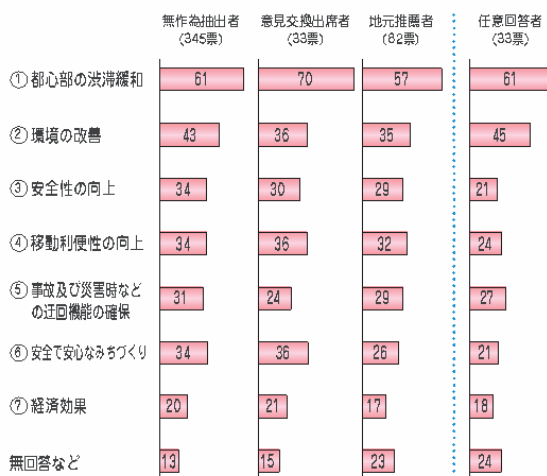 無作為抽出者 意見交換出席者 地元推薦者 任意回答者
(345票) (33票) (82票) (33票)
①都心部の渋滞緩和 61 70 57 61
②環境の改善 43 36 35 45
③安全性の向上 34 30 29 21
④移動利便性の向上 34 36 32 24
⑤事故及び災害時など
の迂回機能の確保 31 24 29 27
⑥安全で安心なみちづくり 34 36 26 21
⑦経済効果 20 21 17 18
無回答など 13 15 23 24